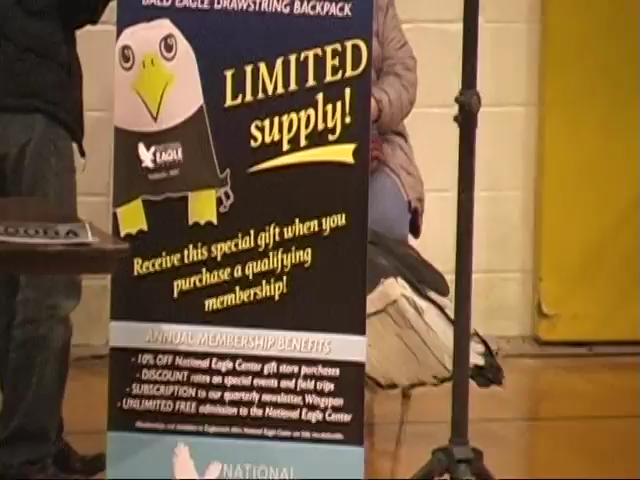 BALD EAGLE DRAWSTRING BACKPACK
LIMITED
supply!
EAGLE
Receive this special gift when you
purchase a qualifying
membership!
ANNUAL MEMBERSHIP BENEFITS
- 10% OFF National Eagle Center gift store purchases
- DISCOUNT rates on special events and field trips
- SUBSCRIPTION to our quarterly newsletter, Wingspan
- UNLIMITED FREE admission to the National Eagle Center
NATIONAL